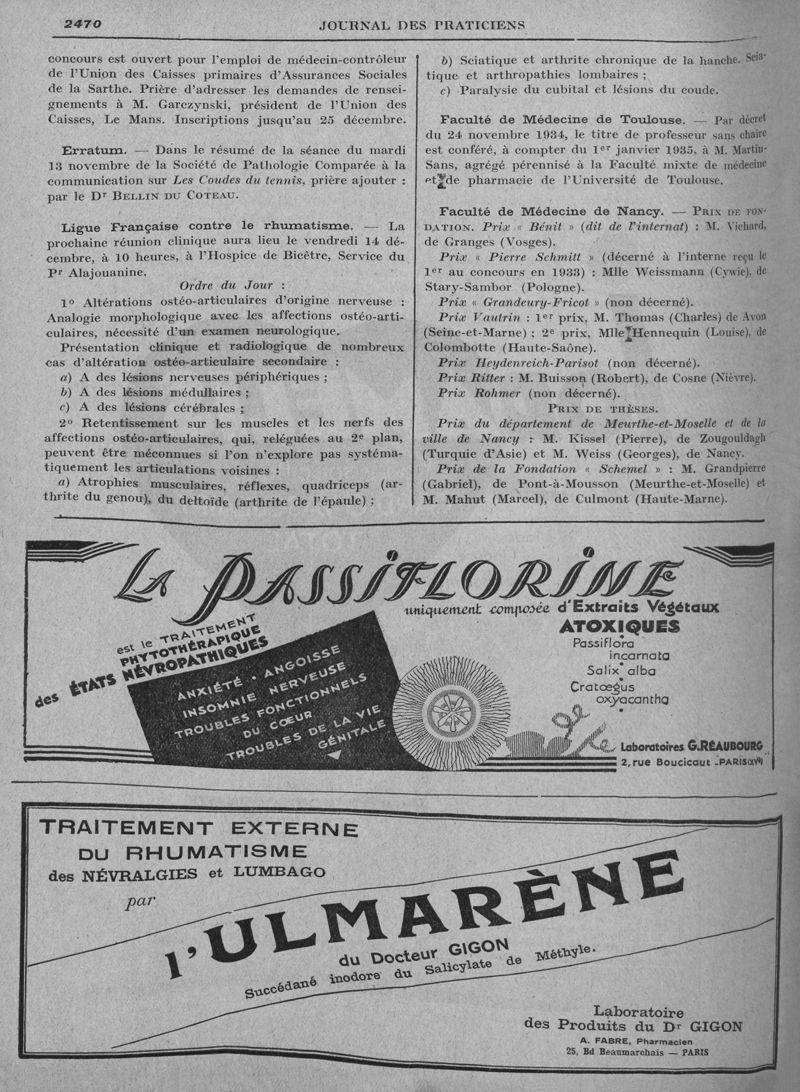 2470
JOURNAL DES PRATICIENS
concours est ouvert pour l'emploi de médecin-contrôleur
de l'Union des Caisses primaires d'Assurances Sociales
de la Sarthe. Prière d'adresser les demandes de rensei-
gnements à M. Garczynski, président de l'Union des
Caisses, Le Mans. Inscriptions jusqu'au 25 décembre.
Erratum. — Dans le résumé de la séance du mardi
13 novembre de la Société de Pathologie Comparée à la
communication sur Les Coudes du tennis, prière ajouter :
par le Dr BELLIN DU COTEAU.
Ligue Française contre le rhumatisme. — La
prochaine réunion clinique aura lieu le vendredi 14 dé-
cembre, à 10 heures, à l'Hospice de Bicêtre, Service du
Pr Alajouanine.
Ordre du Jour :
1o Altérations ostéo-articulaires d'origine nerveuse :
Analogie morphologique avec les affections ostéo-arti-
culaires, nécessité d'un examen neurologique.
Présentation clinique et radiologique de nombreux
cas d'altération ostéo-articulaire secondaire :
a) A des lésions nerveuses périphériques ;
b) A des lésions médullaires ;
c) A des lésions cérébrales ;
2o Retentissement sur les muscles et les nerfs des
affections ostéo-articulaires, qui, reléguées au 2e plan,
peuvent être méconnues si l'on n'explore pas systéma-
tiquement les articulations voisines :
a) Atrophies musculaires, réflexes, quadriceps (ar-
thrite du genou), du deltoïde (arthrite de l'épaule) ;
b) Sciatique et arthrite chronique de la hanche. Scia-
tique et arthropathies lombaires ;
c) Paralysie du cubital et lésions du coude.
Faculté de Médecine de Toulouse. — Par décret
du 24 novembre 1934, le titre de professeur sans chaire
est conféré, à compter du 1er janvier 1935, à M. Martin-
Sans, agrégé pérennisé à la Faculté mixte de médecine
et de pharmacie de l'Université de Toulouse.
Faculté de Médecine de Nancy. — PRIX DE FON-
DATION. Prix « Bénit » (dit de l'internat) : M. Vichard,
de Granges (Vosges).
Prix « Pierre Schmitt » (décerné à l'interne reçu le
1er au concours en 1933) : Mlle Weissmann (Cywie), de
Stary-Sambor (Pologne).
Prix « Grandeury-Fricot » (non décerné).
Prix Vautrin : 1er prix, M. Thomas (Charles) de Avon
(Seine-et-Marne) ; 2e prix, Mlle Hennequin (Louise), de
Colombotte (Haute-Saône).
Prix Heydenreich-Parisot (non décerné).
Prix Ritter : M. Buisson (Robert), de Cosne (Nièvre).
Prix Rohmer (non décerné).
PRIX DE THÈSES.
Prix du département de Meurthe-et-Moselle et de la
ville de Nancy : M. Kissel (Pierre), de Zougouldagh
(Turquie d'Asie) et M. Weiss (Georges), de Nancy.
Prix de la Fondation « Schemel » : M. Grandpierre
(Gabriel), de Pont-à-Mousson (Meurthe-et-Moselle) et
M. Mahut (Marcel), de Culmont (Haute-Marne).
LA PASSIFLORINE
uniquement composée d'Extraits Végétaux
ATOXIQUES
Passiflora
incarnata
Salix alba
Cratœgus
oxyacantha
est le TRAITEMENT
PHYTOTHÉRAPIQUE
des ÉTATS NÉVROPATHIQUES
ANXIÉTÉ • ANGOISSE
INSOMNIE NERVEUSE
TROUBLES FONCTIONNELS
DU CŒUR
TROUBLES DE LA VIE
GÉNITALE
Laboratoires G. RÉAUBOURG
2, rue Boucicaut - PARIS (XV)
TRAITEMENT EXTERNE
DU RHUMATISME
des NÉVRALGIES et LUMBAGO
par
l'ULMARÈNE
du Docteur GIGON
Succédané inodore du Salicylate de Méthyle.
Laboratoire
des Produits du Dr GIGON
A. FABRE, Pharmacien
25, Bd Beaumarchais — PARIS